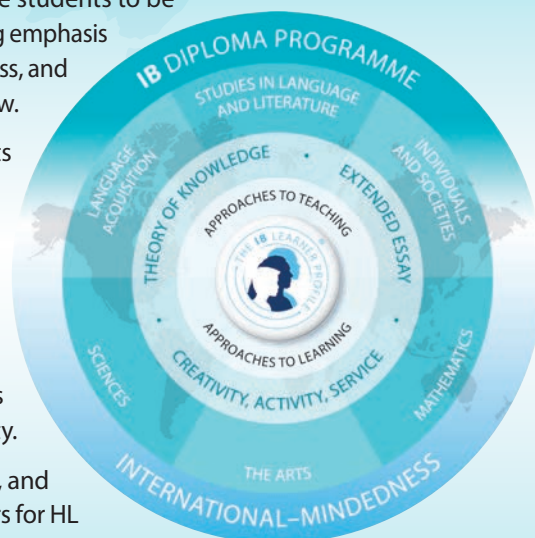 e students to be
g emphasis
ss, and
w.
ts
s
y.
, and
s for HL
IB DIPLOMA PROGRAMME
STUDIES IN LANGUAGE
AND LITERATURE
LANGUAGE
ACQUISITION
INDIVIDUALS
AND SOCIETIES
THEORY OF KNOWLEDGE
EXTENDED ESSAY
APPROACHES TO TEACHING
THE IB LEARNER PROFILE
APPROACHES TO LEARNING
CREATIVITY, ACTIVITY, SERVICE
SCIENCES
MATHEMATICS
THE ARTS
INTERNATIONAL–MINDEDNESS